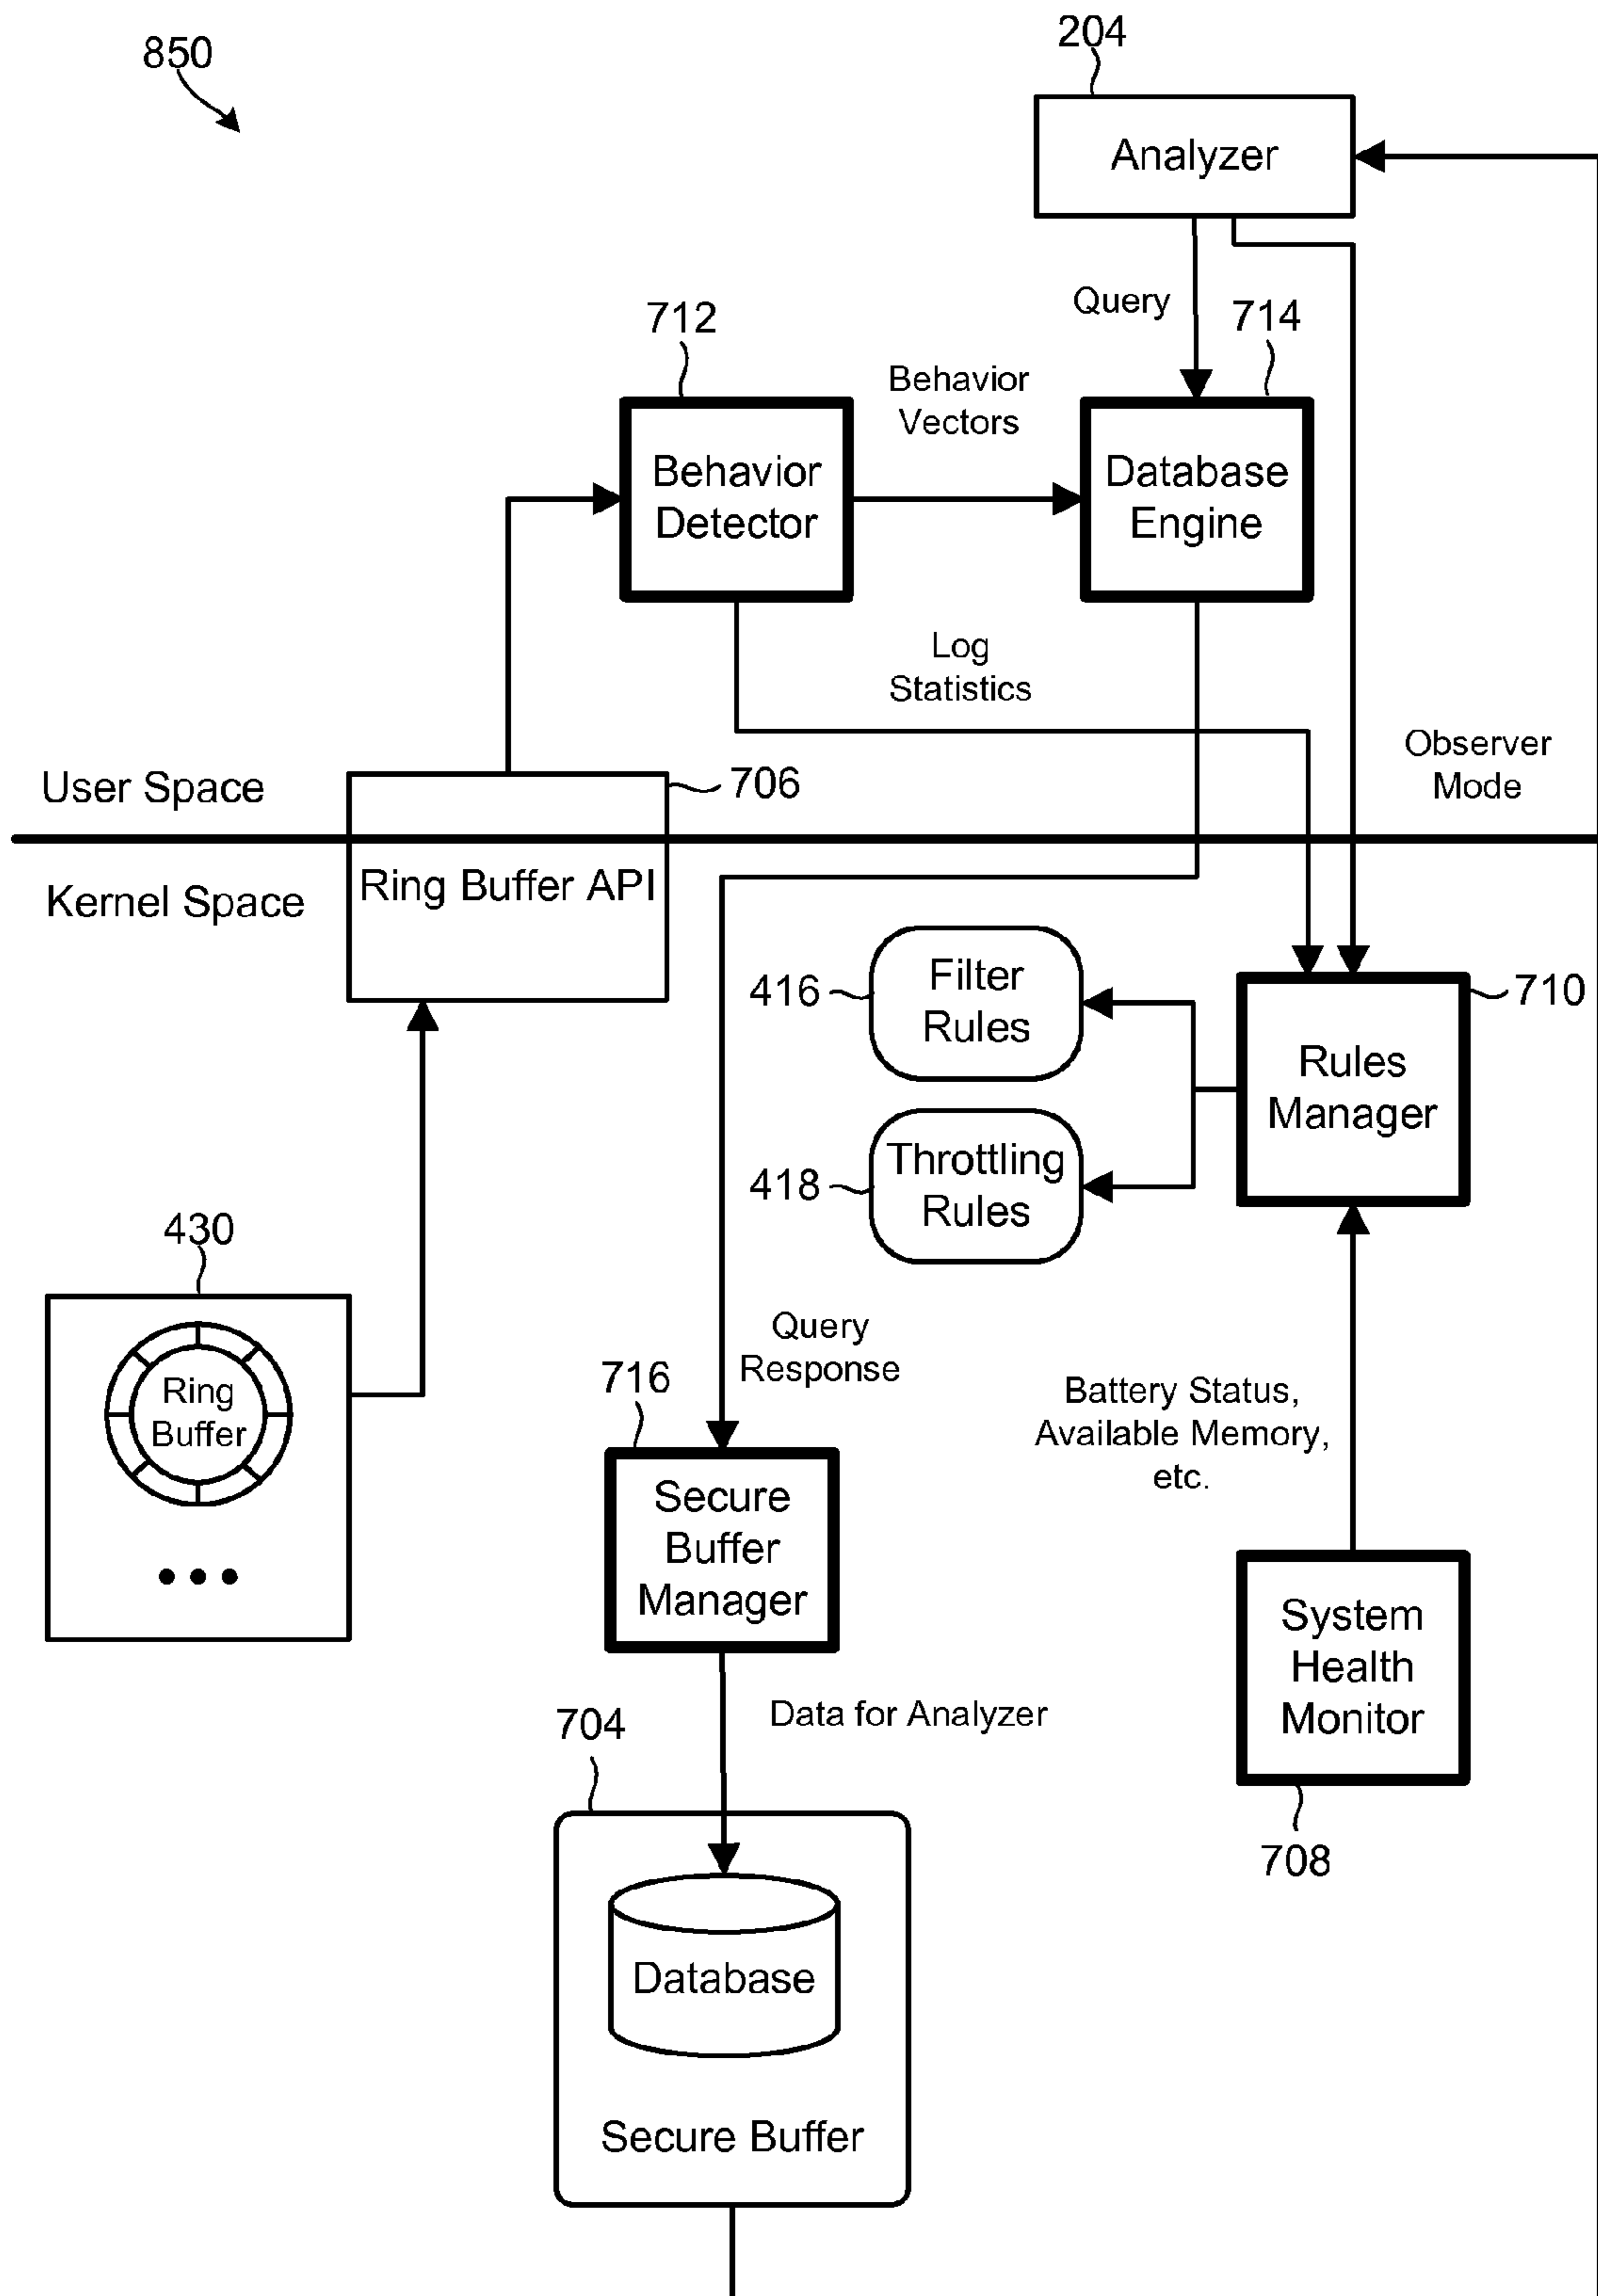 850
204
Analyzer
Query
712
714
Behavior
Vectors
Behavior
Detector
Database
Engine
Log
Statistics
Observer
Mode
User Space
706
Kernel Space
Ring Buffer API
416
Filter
Rules
710
Rules
Manager
418
Throttling
Rules
430
Ring
Buffer
Query
Response
716
Battery Status,
Available Memory,
etc.
Secure
Buffer
Manager
System
Health
Monitor
704
Data for Analyzer
708
Database
Secure Buffer